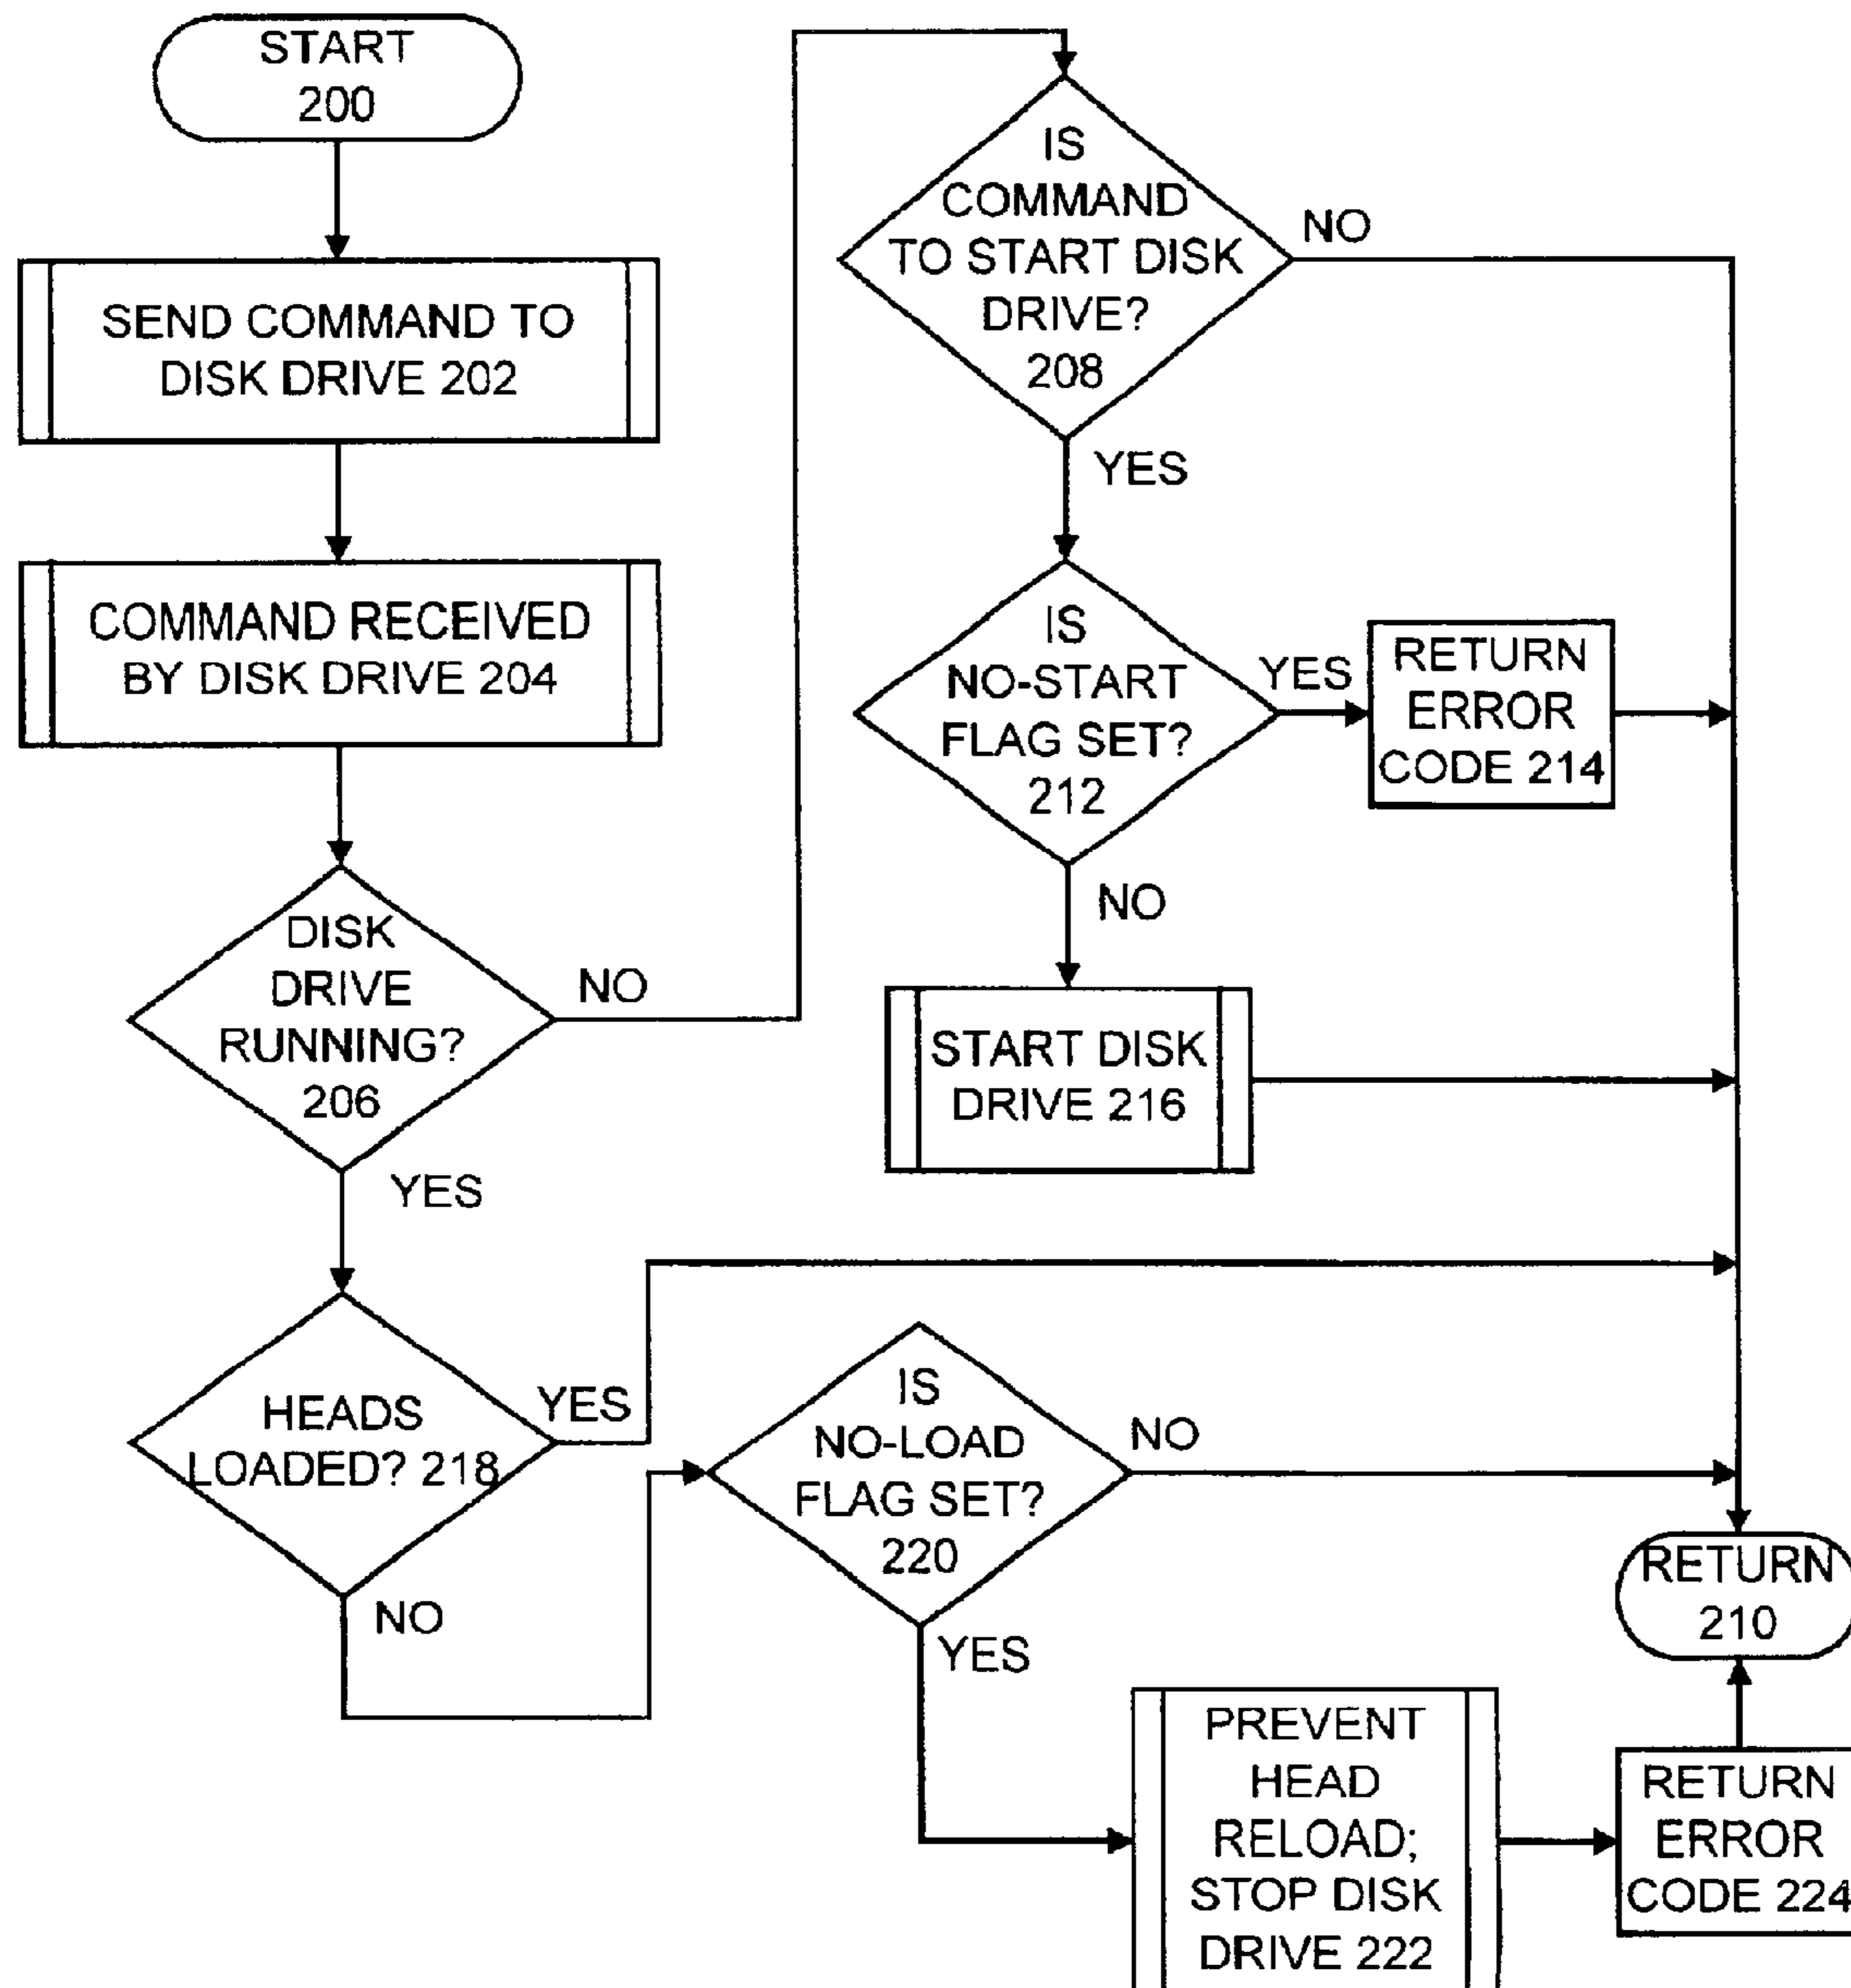 START
200
SEND COMMAND TO
DISK DRIVE 202
COMMAND RECEIVED
BY DISK DRIVE 204
DISK
DRIVE
RUNNING?
206
NO
YES
IS
COMMAND
TO START DISK
DRIVE?
208
NO
YES
IS
NO-START
FLAG SET?
212
YES
RETURN
ERROR
CODE 214
NO
START DISK
DRIVE 216
HEADS
LOADED? 218
YES
NO
IS
NO-LOAD
FLAG SET?
220
NO
YES
RETURN
210
PREVENT
HEAD
RELOAD;
STOP DISK
DRIVE 222
RETURN
ERROR
CODE 224